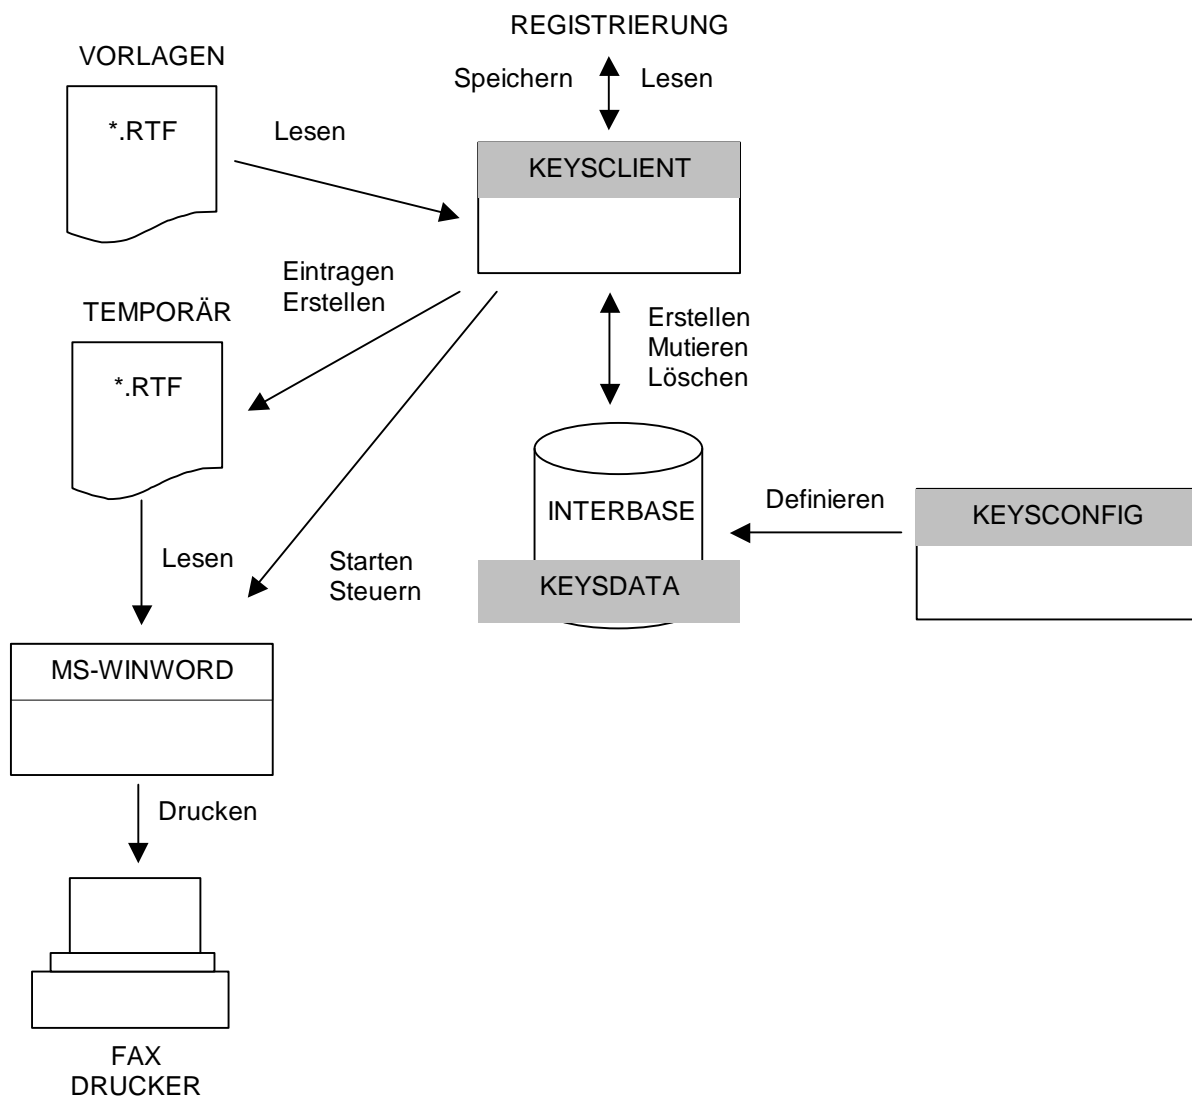 REGISTRIERUNG
VORLAGEN
Speichern
Lesen
*.RTF
Lesen
KEYSCLIENT
Eintragen
Erstellen
TEMPORÄR
Erstellen
Mutieren
Löschen
*.RTF
INTERBASE
Definieren
KEYSCONFIG
Lesen
Starten
Steuern
KEYSDATA
MS-WINWORD
Drucken
FAX
DRUCKER